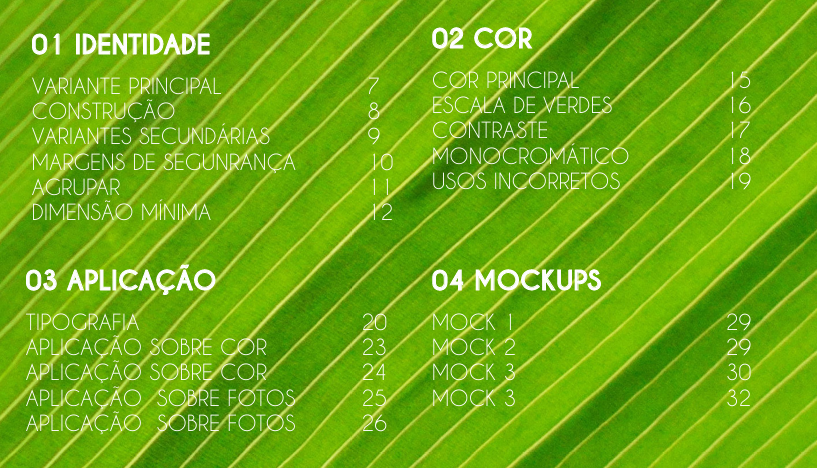 01 IDENTIDADE
VARIANTE PRINCIPAL 7
CONSTRUÇÃO 8
VARIANTES SECUNDÁRIAS 9
MARGENS DE SEGUNRANÇA 10
AGRUPAR 11
DIMENSÃO MÍNIMA 12
02 COR
COR PRINCIPAL 15
ESCALA DE VERDES 16
CONTRASTE 17
MONOCROMÁTICO 18
USOS INCORRETOS 19
03 APLICAÇÃO
TIPOGRAFIA 20
APLICAÇÃO SOBRE COR 23
APLICAÇÃO SOBRE COR 24
APLICAÇÃO SOBRE FOTOS 25
APLICAÇÃO SOBRE FOTOS 26
04 MOCKUPS
MOCK 1 29
MOCK 2 29
MOCK 3 30
MOCK 3 32